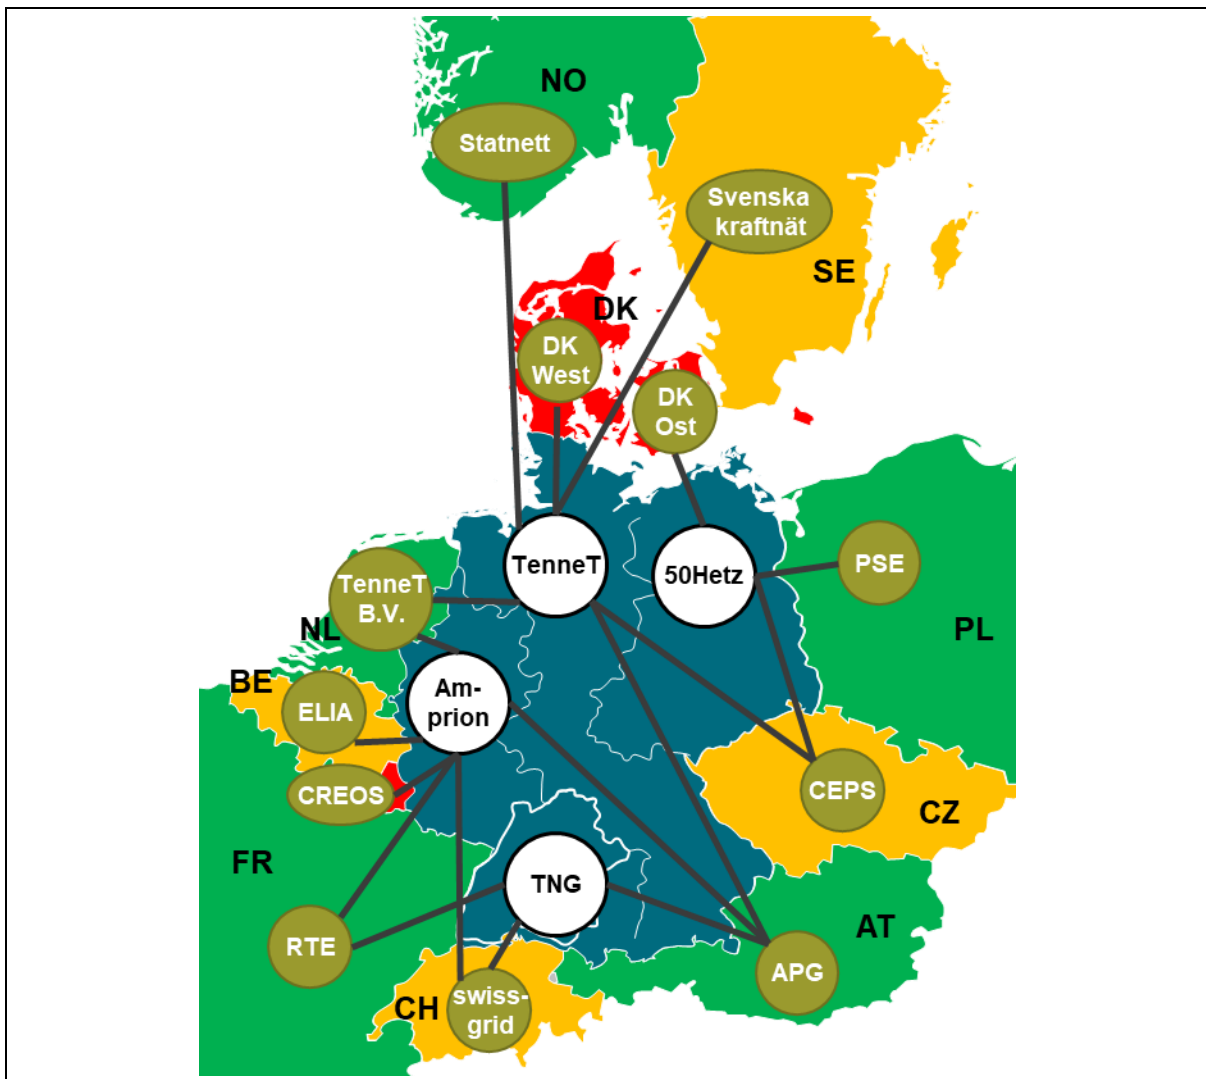 NO
Statnett
Svenska
kraftnät
SE
DK
DK
West
DK
Ost
TenneT
50Hetz
PSE
TenneT
B.V.
NL
PL
BE
Am-
prion
ELIA
CREOS
CEPS
CZ
FR
TNG
AT
RTE
APG
CH
swiss-
grid